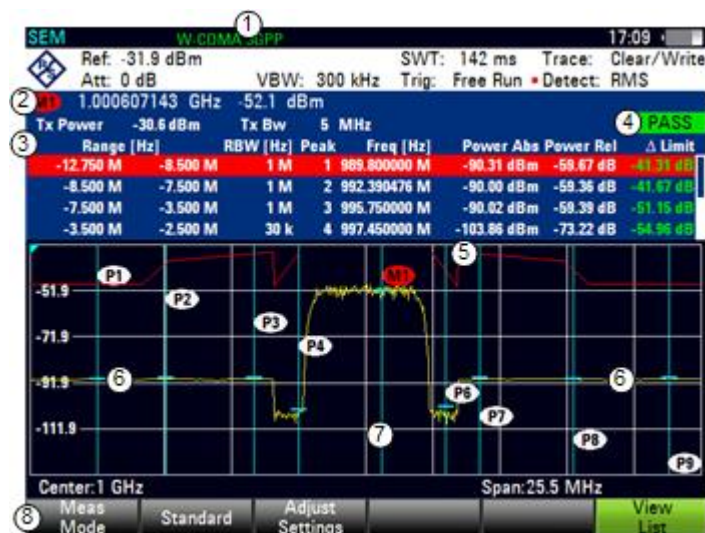 1
SEM W-CDMA 3GPP 17:09
Ref: -31.9 dBm SWT: 142 ms Trace: Clear/Write
Att: 0 dB VBW: 300 kHz Trig: Free Run • Detect: RMS
2 M1 1.000607143 GHz -52.1 dBm
Tx Power -30.6 dBm Tx Bw 5 MHz 4 PASS
3 Range [Hz] RBW [Hz] Peak Freq [Hz] Power Abs Power Rel Δ Limit
-12.750 M -8.500 M 1 M 1 989.800000 M -90.31 dBm -59.67 dB -41.31 dB
-8.500 M -7.500 M 1 M 2 992.390476 M -90.00 dBm -59.36 dB -41.67 dB
-7.500 M -3.500 M 1 M 3 995.750000 M -90.02 dBm -59.39 dB -51.15 dB
-3.500 M -2.500 M 30 k 4 997.450000 M -103.86 dBm -73.22 dB -54.96 dB
5
P1 M1
-51.9 P2
P3
-71.9 P4
-91.9 6 6
P6
P7
-111.9 7 P8
P9
Center:1 GHz Span:25.5 MHz
8 Meas Mode Standard Adjust Settings View List